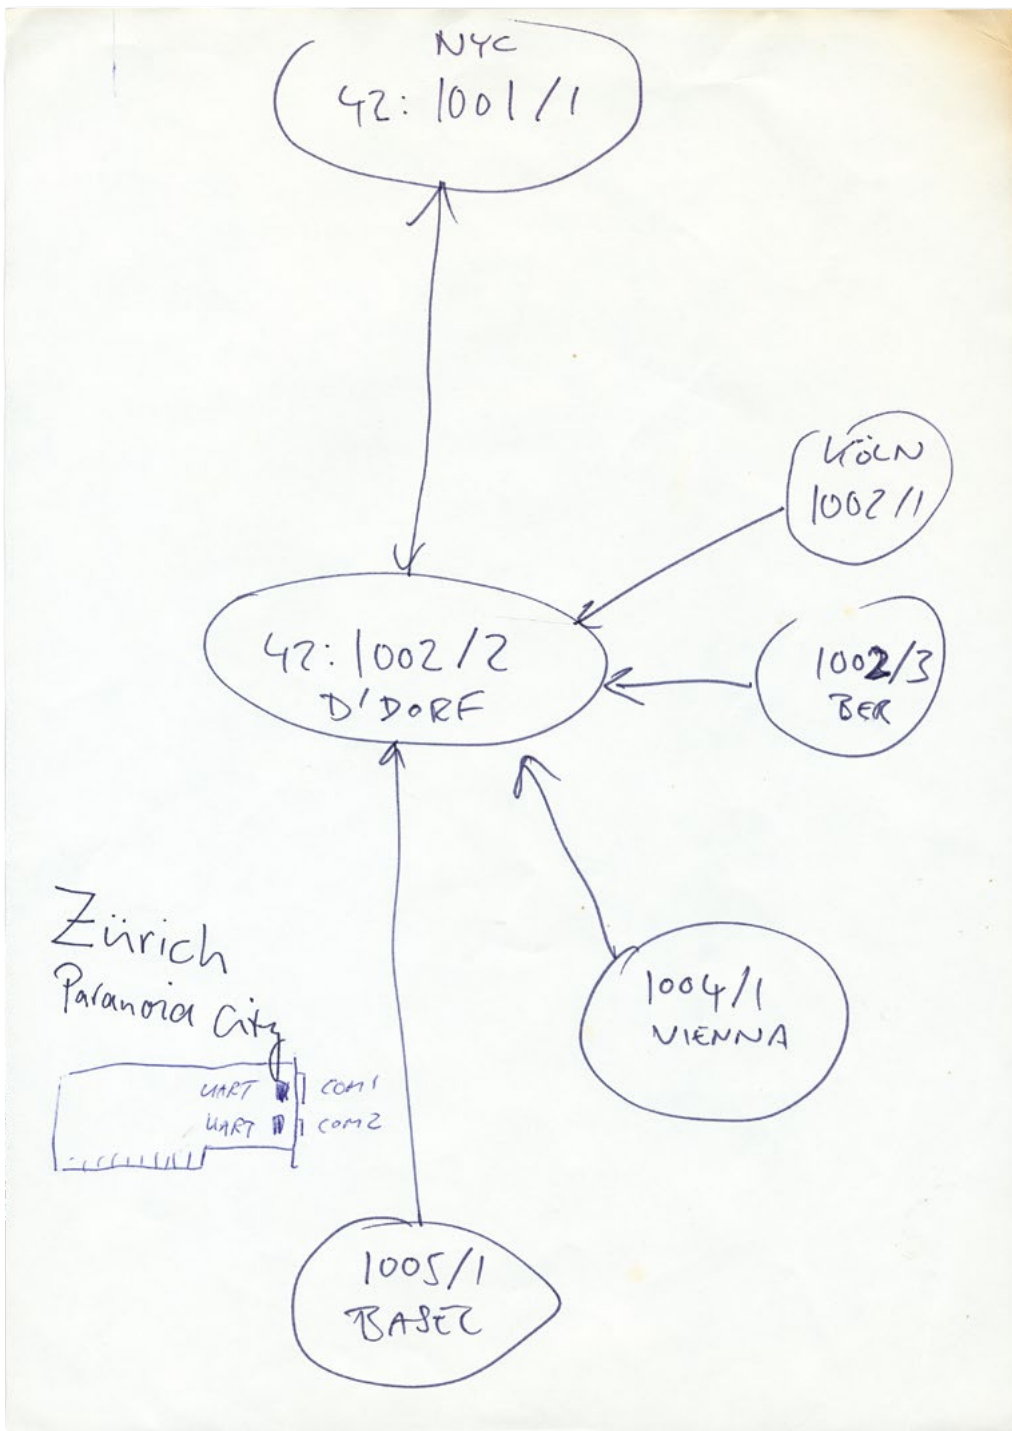 NYC
42:1001/1
KÖLN
1002/1
42:1002/2
D'DORF
1002/3
BER
Zürich
Paranoia City
UART COM1
UART COM2
1004/1
VIENNA
1005/1
BASEL